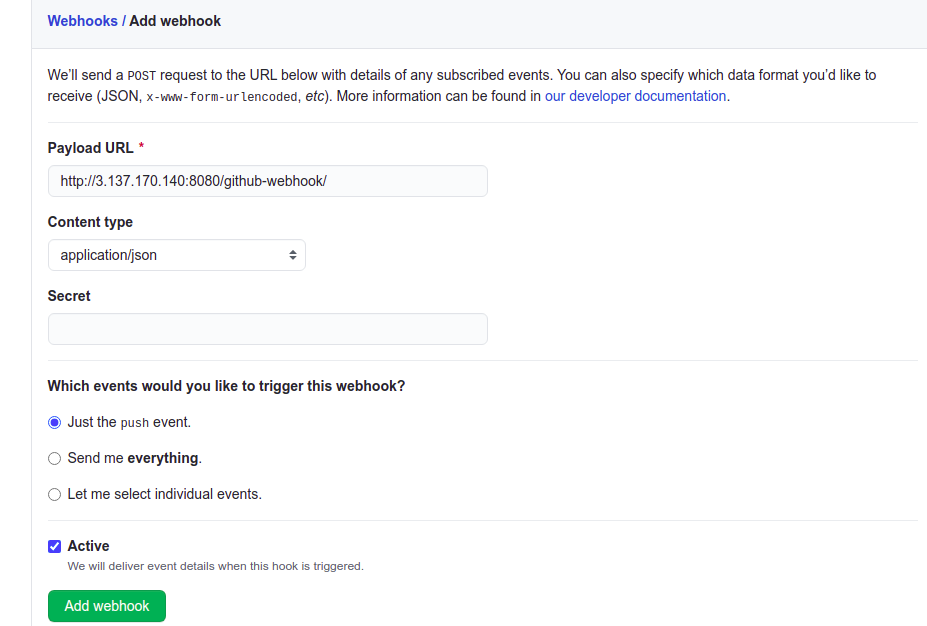 Webhooks / Add webhook
We’ll send a POST request to the URL below with details of any subscribed events. You can also specify which data format you’d like to
receive (JSON, x-www-form-urlencoded, etc). More information can be found in our developer documentation.
Payload URL *
http://3.137.170.140:8080/github-webhook/
Content type
application/json
Secret
Which events would you like to trigger this webhook?
Just the push event.
Send me everything.
Let me select individual events.
Active
We will deliver event details when this hook is triggered.
Add webhook